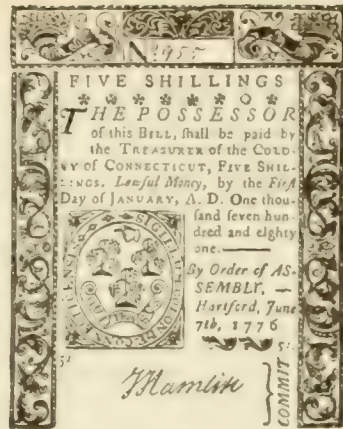 No 955
FIVE SHILLINGS
THE POSSESSOR
of this BILL, shall be paid by
the TREASURER of the COLO-
NY of CONNECTICUT, FIVE SHIL-
LINGS. Lawful Money, by the First
Day of JANUARY, A. D. One thou-
sand seven hun-
dred and eighty
one.
By Order of AS-
SEMBLY,
Hartford, June
7th, 1776
5s. 5s.
COMMIT